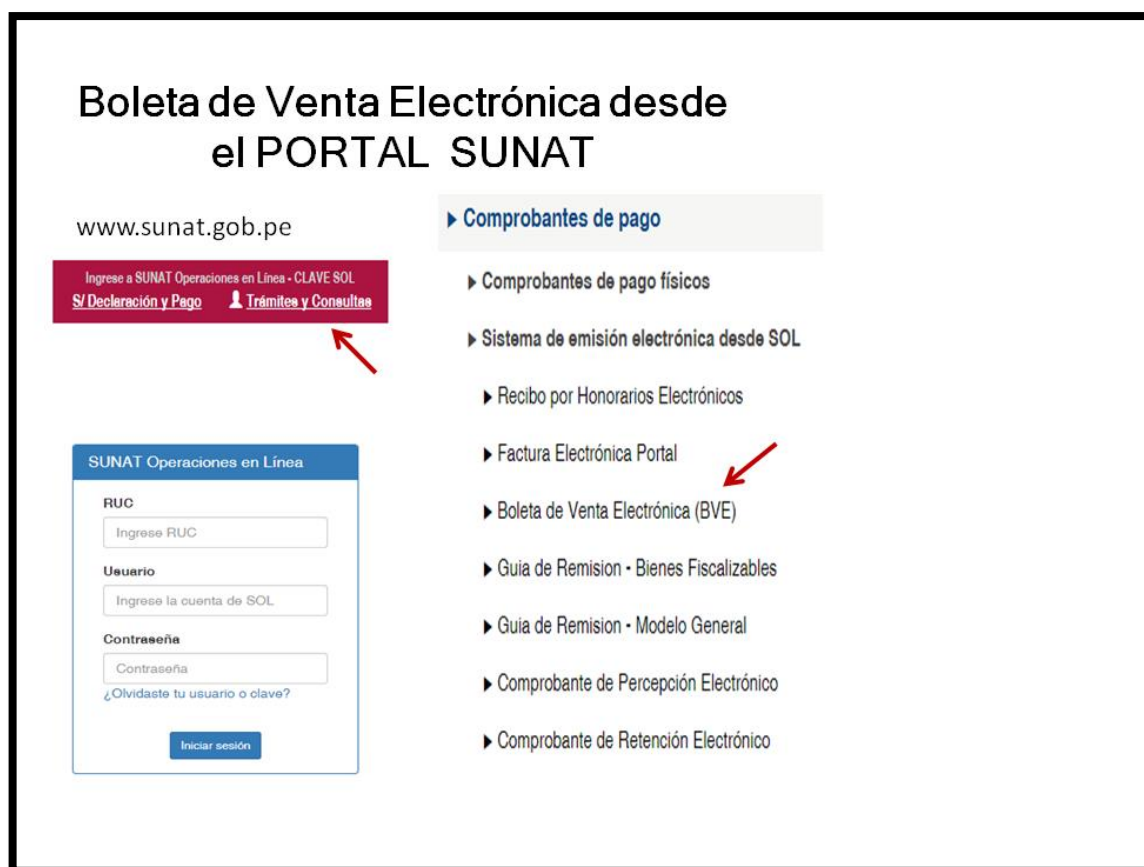 Boleta de Venta Electrónica desde
el PORTAL SUNAT
www.sunat.gob.pe
Ingrese a SUNAT Operaciones en Línea - CLAVE SOL
S/ Declaración y Pago Trámites y Consultas
SUNAT Operaciones en Línea
RUC
Ingrese RUC
Usuario
Ingrese la cuenta de SOL
Contraseña
Contraseña
¿Olvidaste tu usuario o clave?
Iniciar sesión
Comprobantes de pago
Comprobantes de pago físicos
Sistema de emisión electrónica desde SOL
Recibo por Honorarios Electrónicos
Factura Electrónica Portal
Boleta de Venta Electrónica (BVE)
Guia de Remision - Bienes Fiscalizables
Guia de Remision - Modelo General
Comprobante de Percepción Electrónico
Comprobante de Retención Electrónico